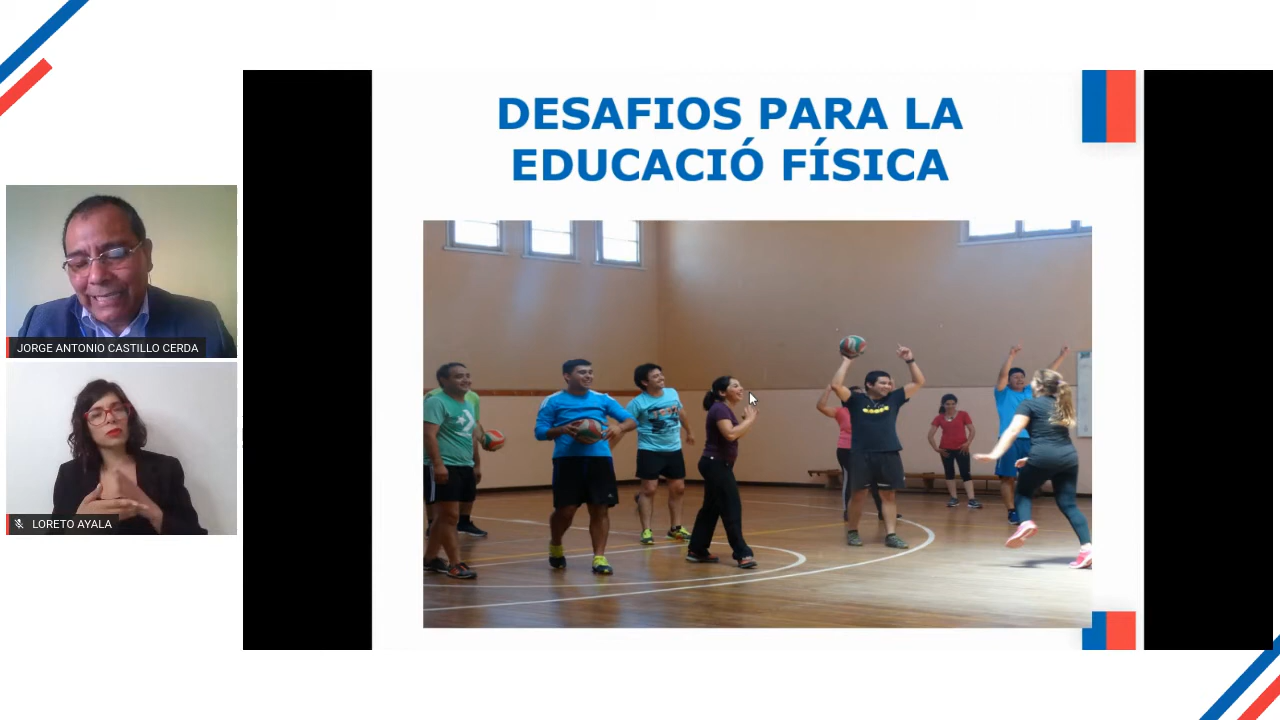 DESAFIOS PARA LA
EDUCACIÓ FÍSICA
JORGE ANTONIO CASTILLO CERDA
LORETO AYALA